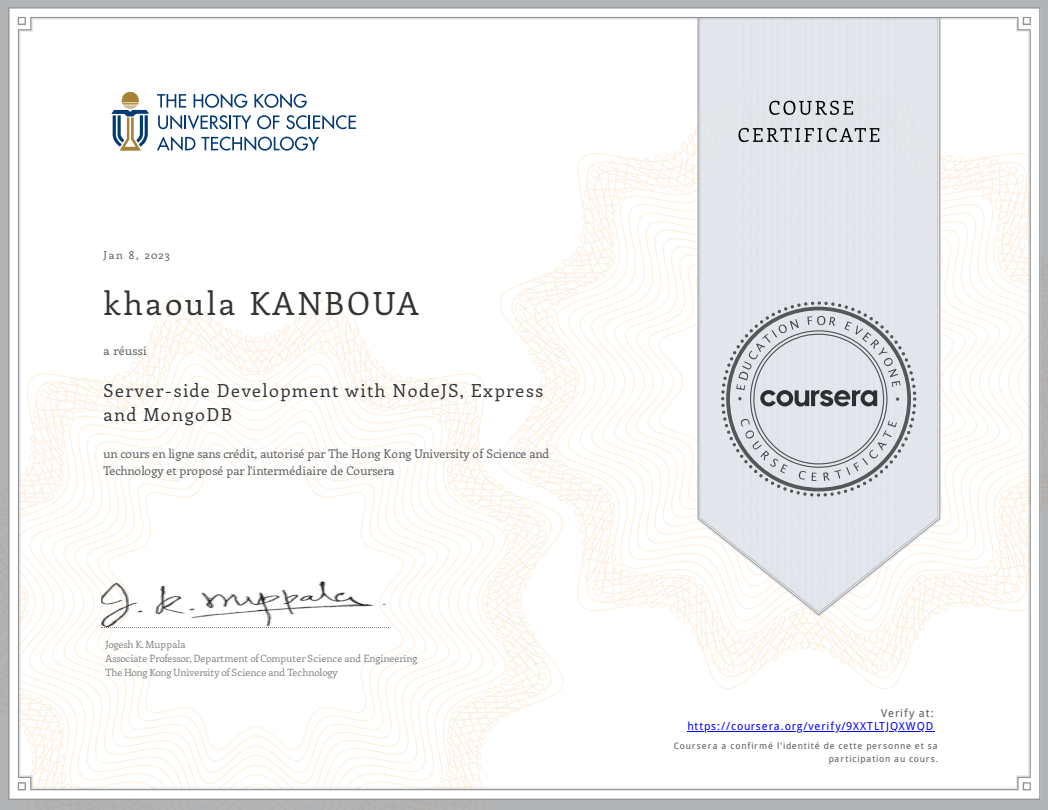 THE HONG KONG
UNIVERSITY OF SCIENCE
AND TECHNOLOGY
COURSE
CERTIFICATE
Jan 8, 2023
khaoula KANBOUA
a réussi
Server-side Development with NodeJS, Express
and MongoDB
un cours en ligne sans crédit, autorisé par The Hong Kong University of Science and
Technology et proposé par l'intermédiaire de Coursera
EDUCATION FOR EVERYONE
coursera
COURSE CERTIFICATE
J. K. Muppala
Jogesh K. Muppala
Associate Professor, Department of Computer Science and Engineering
The Hong Kong University of Science and Technology
Verify at:
https://coursera.org/verify/9XXTLTJQXWQD
Coursera a confirmé l'identité de cette personne et sa
participation au cours.